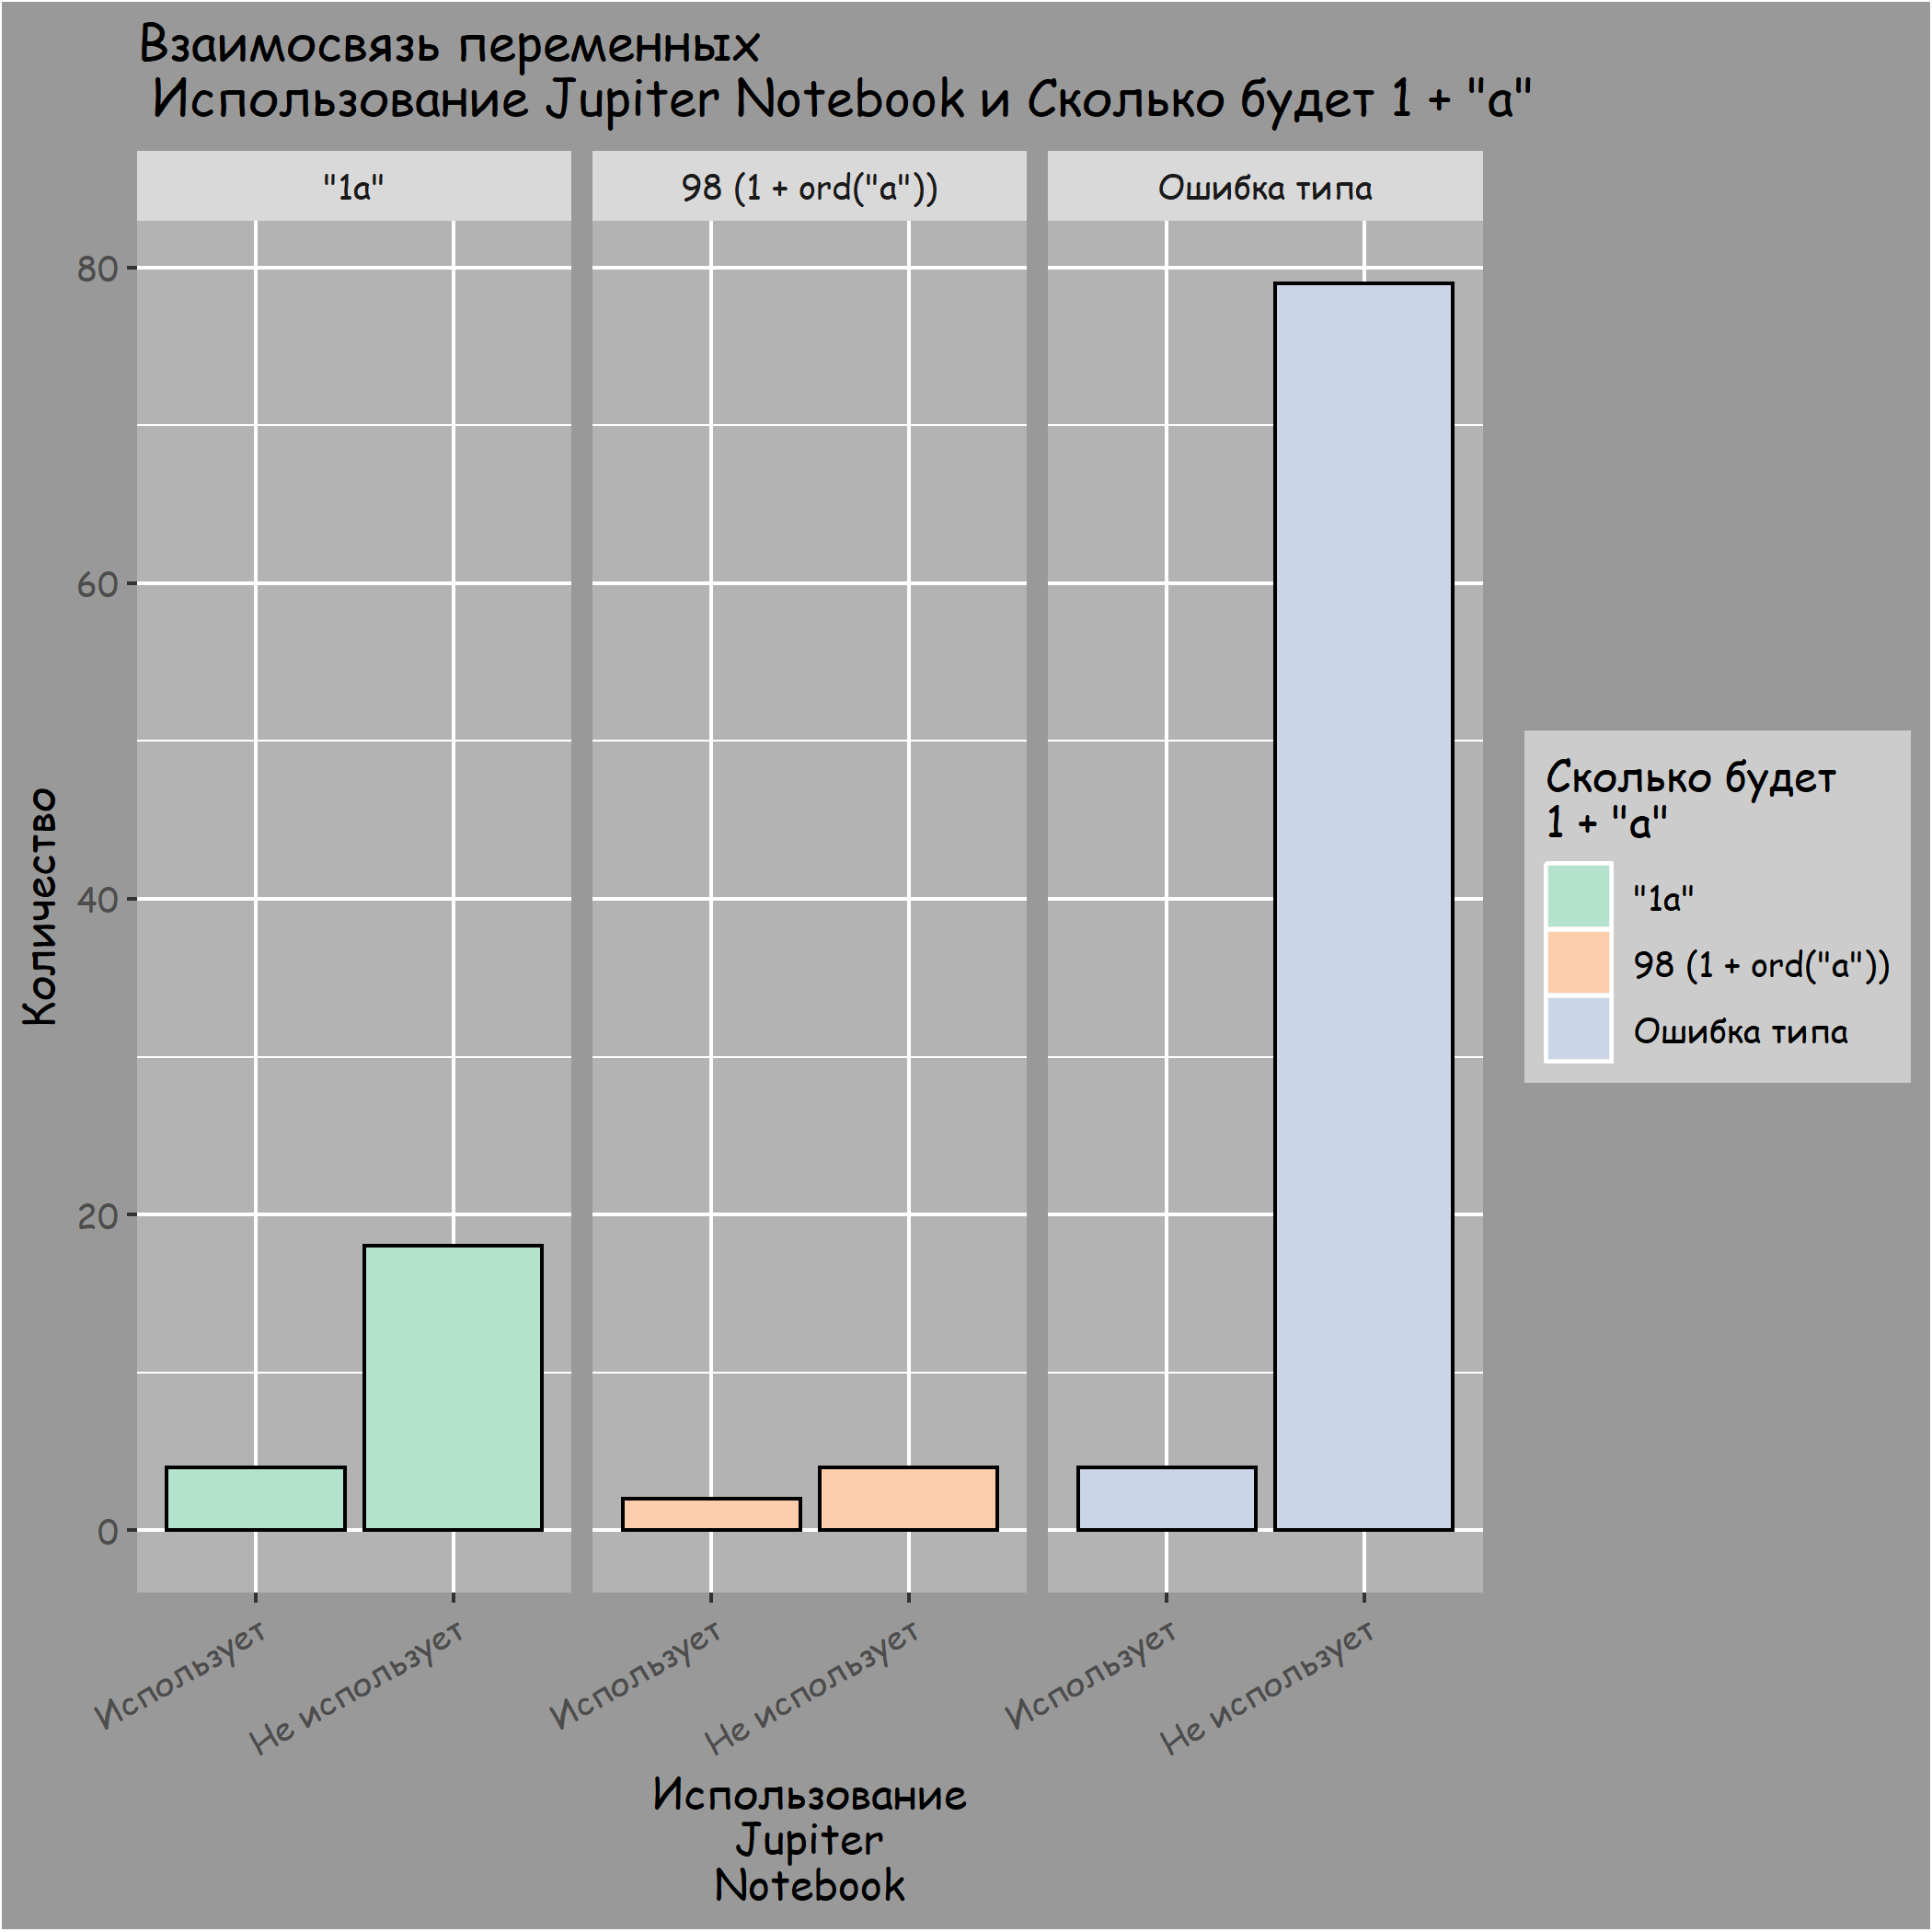 Взаимосвязь переменных
Использование Jupiter Notebook и Сколько будет 1 + "a"
"1a"
98 (1 + ord("a"))
Ошибка типа
80
60
40
20
0
Количество
Использует
Не использует
Использует
Не использует
Использует
Не использует
Использование
Jupiter
Notebook
Сколько будет
1 + "a"
"1a"
98 (1 + ord("a"))
Ошибка типа